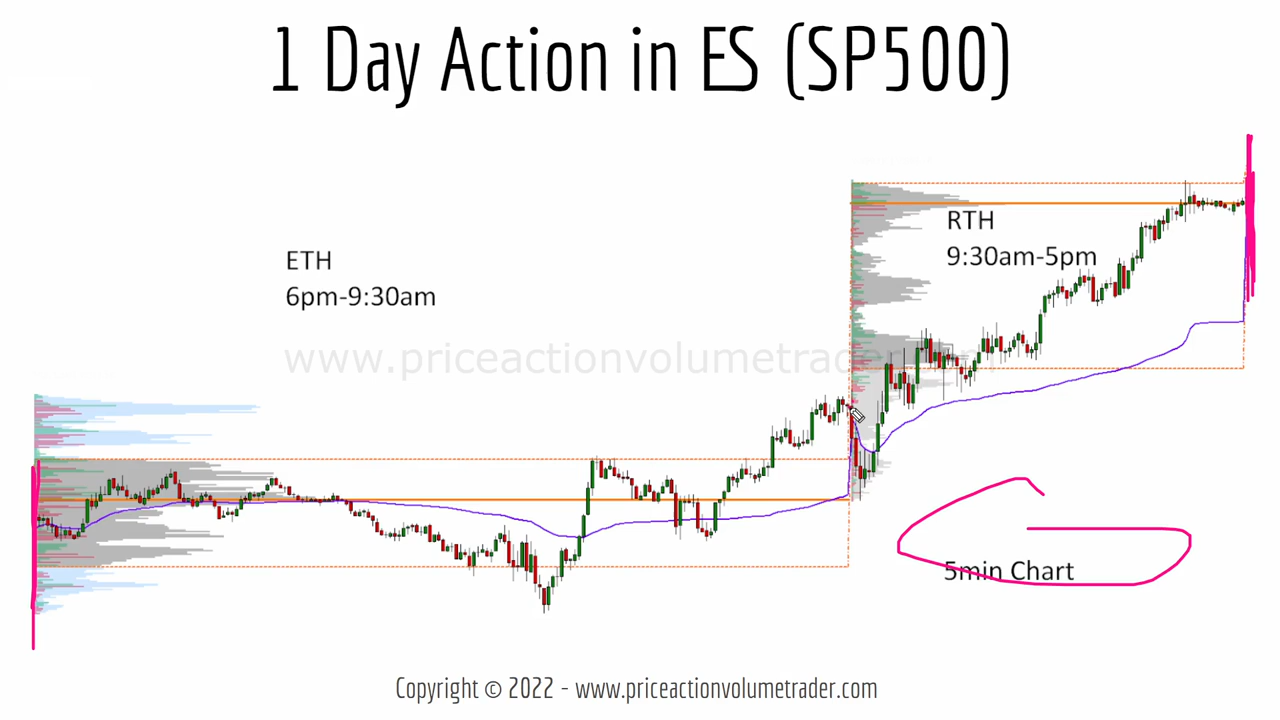 1 Day Action in ES (SP500)
RTH
9:30am-5pm
ETH
6pm-9:30am
www.priceactionvolumetrader.com
5min Chart
Copyright © 2022 - www.priceactionvolumetrader.com